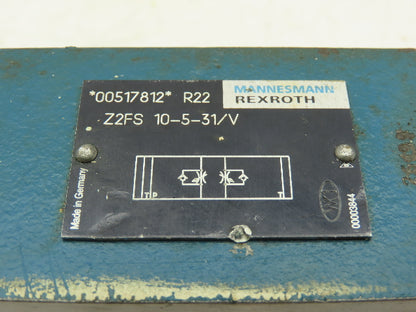 *00517812* R22
MANNESMANN
REXROTH
Z2FS 10-5-31/V
T P
T
Made in Germany
00003844